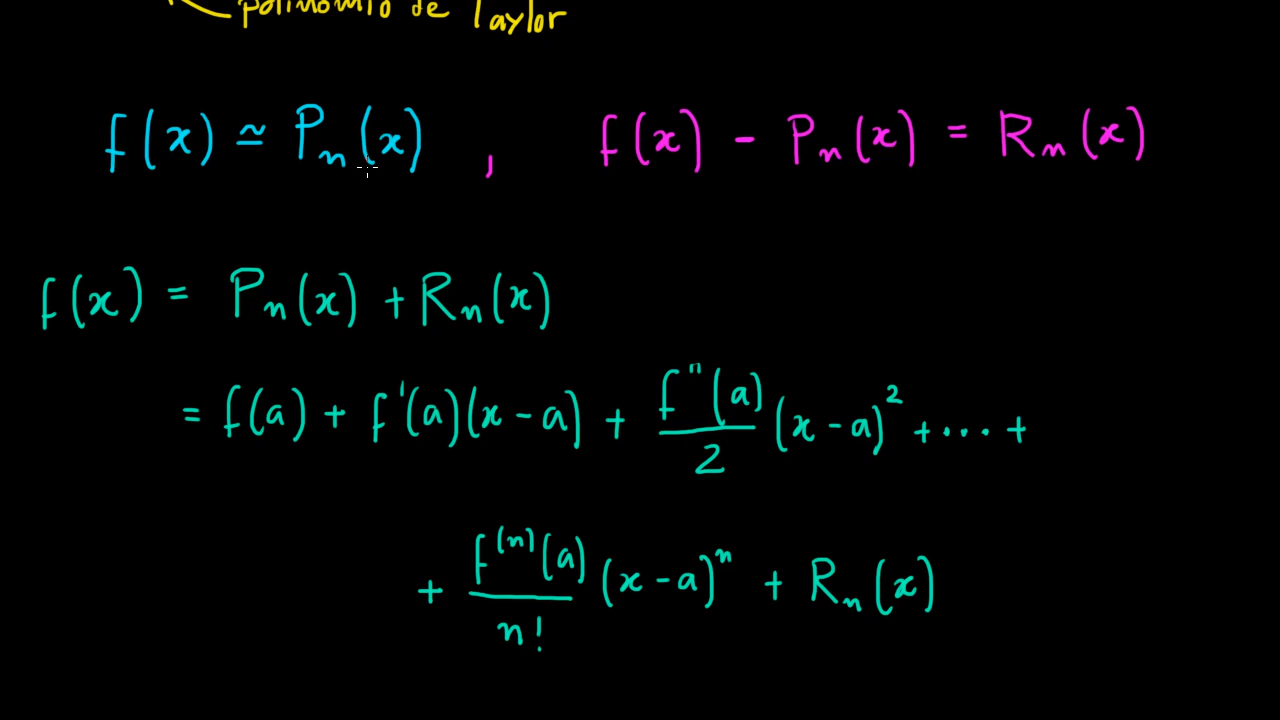 polinomio de Taylor
f(x) ≃ Pₙ(x) , f(x) - Pₙ(x) = Rₙ(x)
f(x) = Pₙ(x) + Rₙ(x)
= f(a) + f'(a)(x-a) + f''(a)/2 (x-a)² + ... +
+ f⁽ⁿ⁾(a)/n! (x-a)ⁿ + Rₙ(x)